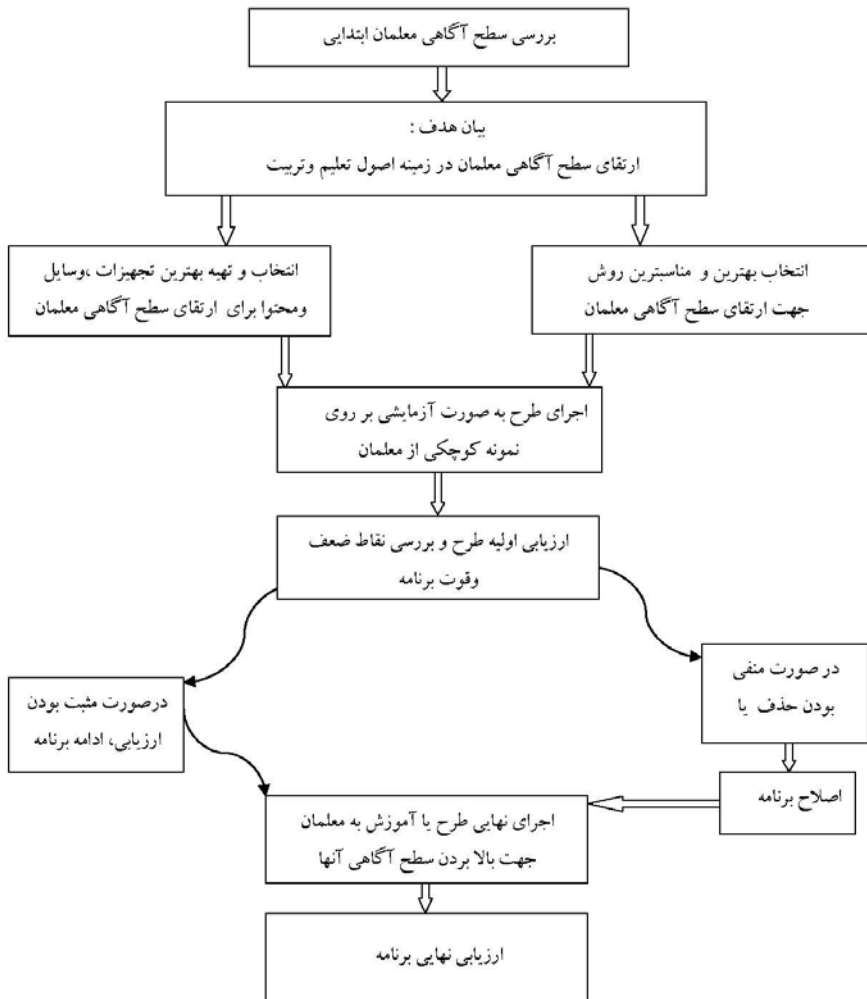 بررسی سطح آگاهی معلمان ابتدایی
بیان هدف :
ارتقای سطح آگاهی معلمان در زمینه اصول تعلیم وتربیت
انتخاب بهترین و مناسبترین روش
جهت ارتقای سطح آگاهی معلمان
انتخاب و تهیه بهترین تجهیزات ،وسایل
ومحتوا برای ارتقای سطح آگاهی معلمان
اجرای طرح به صورت آزمایشی بر روی
نمونه کوچکی از معلمان
ارزیابی اولیه طرح و بررسی نقاط ضعف
وقوت برنامه
در صورت منفی
بودن حذف یا
درصورت مثبت بودن
ارزیابی، ادامه برنامه
اصلاح برنامه
اجرای نهایی طرح یا آموزش به معلمان
جهت بالا بردن سطح آگاهی آنها
ارزیابی نهایی برنامه